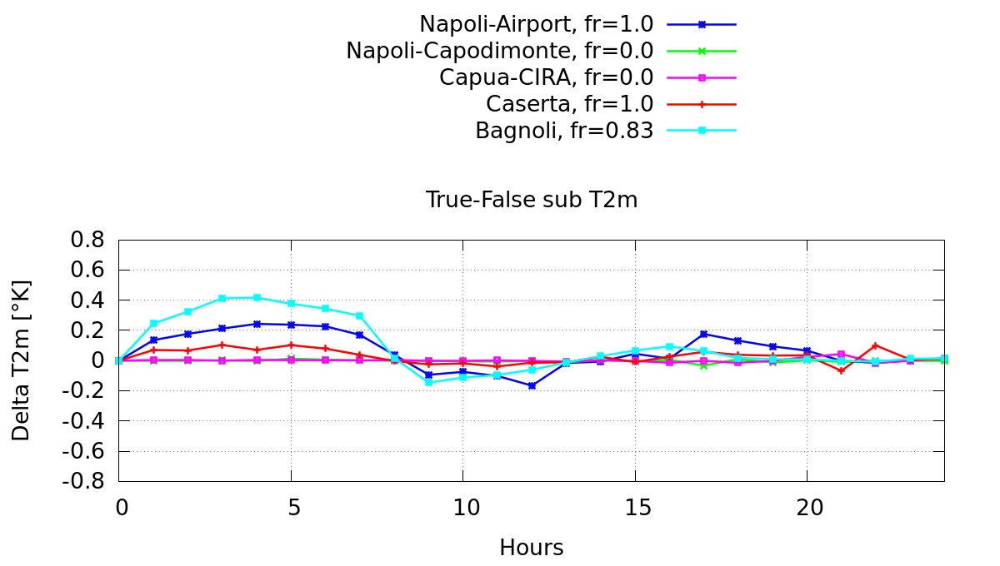 Napoli-Airport, fr=1.0
Napoli-Capodimonte, fr=0.0
Capua-CIRA, fr=0.0
Caserta, fr=1.0
Bagnoli, fr=0.83
True-False sub T2m
Delta T2m [°K]
0.8
0.6
0.4
0.2
0
-0.2
-0.4
-0.6
-0.8
0 5 10 15 20
Hours